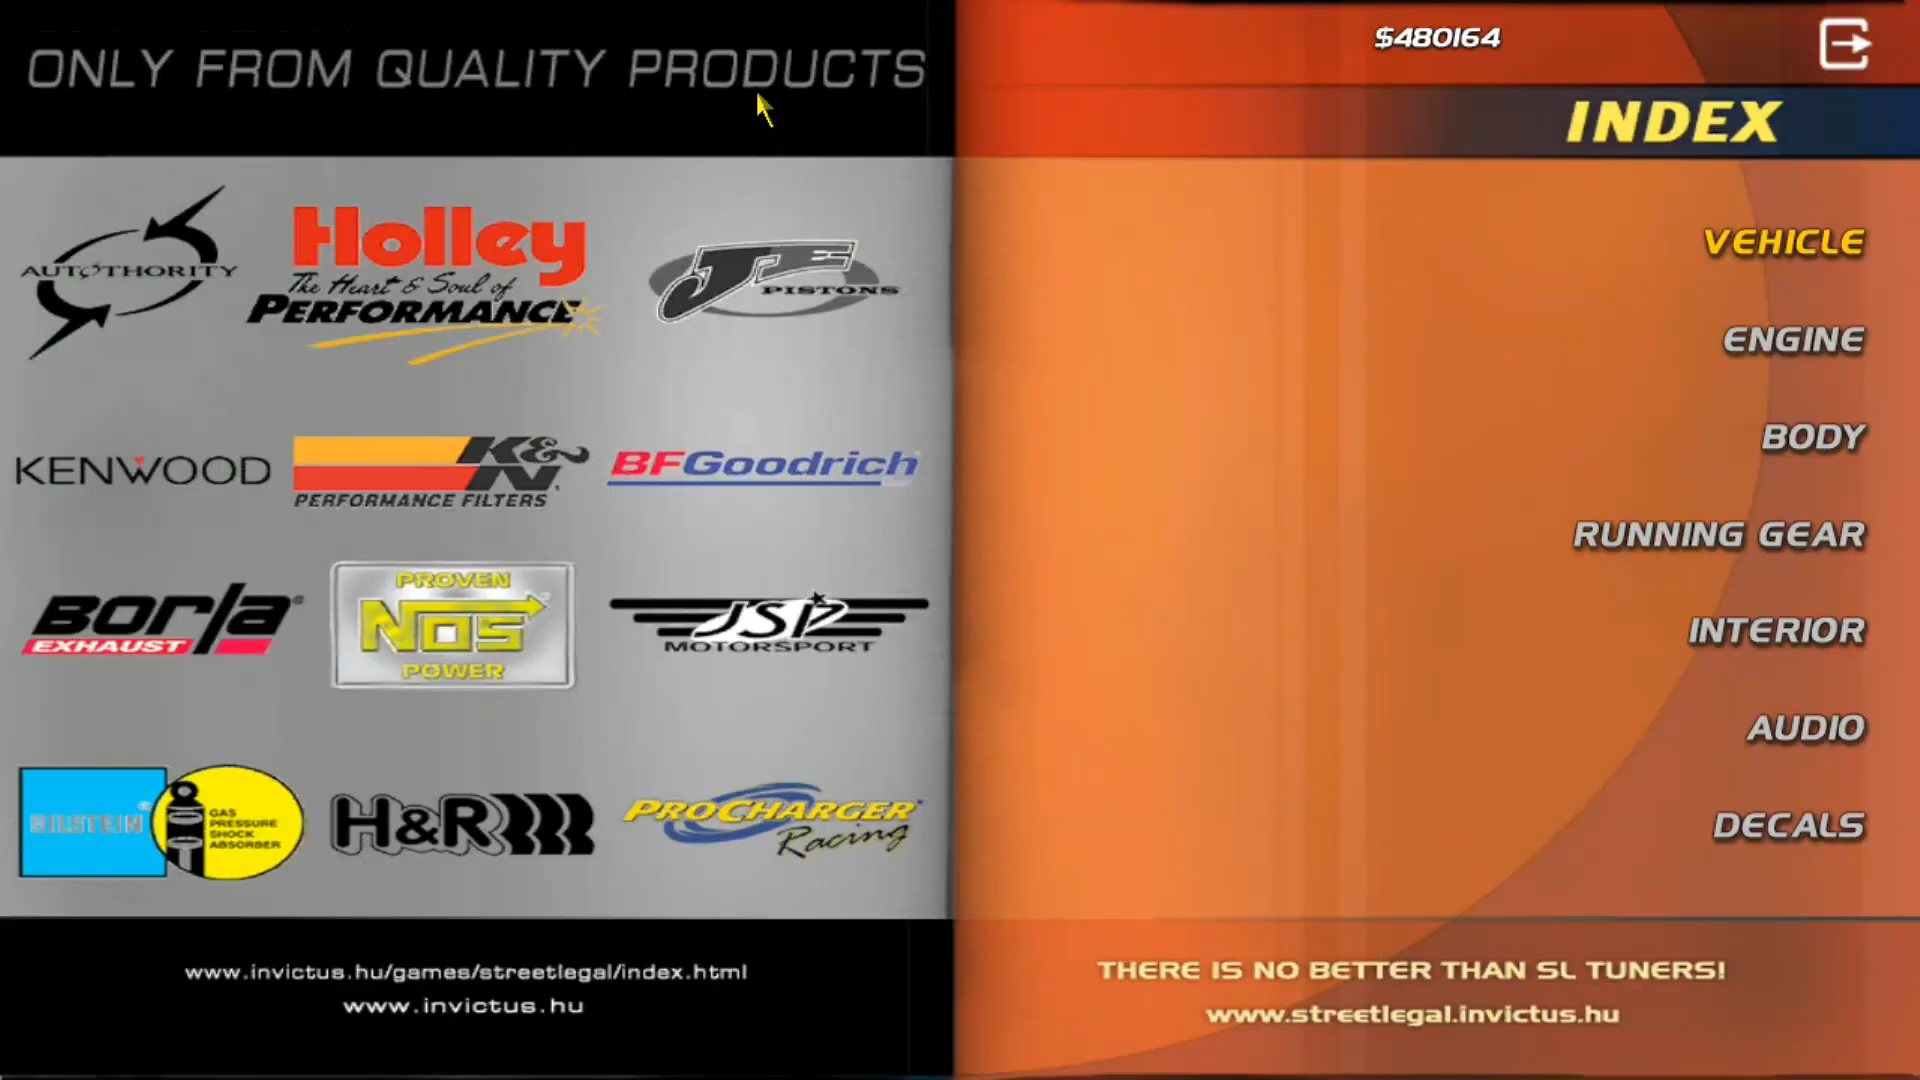 ONLY FROM QUALITY PRODUCTS
AUTOTHORITY
Holley
The Heart & Soul of
PERFORMANCE
JE
PISTONS
KENWOOD
K&N
PERFORMANCE FILTERS
BFGoodrich
BORLA
EXHAUST
PROVEN
NOS
POWER
JSP
MOTORSPORT
BILSTEIN
GAS
PRESSURE
SHOCK
ABSORBER
H&R
PROCHARGER
Racing
www.invictus.hu/games/streetlegal/index.html
www.invictus.hu
$480164
INDEX
VEHICLE
ENGINE
BODY
RUNNING GEAR
INTERIOR
AUDIO
DECALS
THERE IS NO BETTER THAN SL TUNERS!
www.streetlegal.invictus.hu